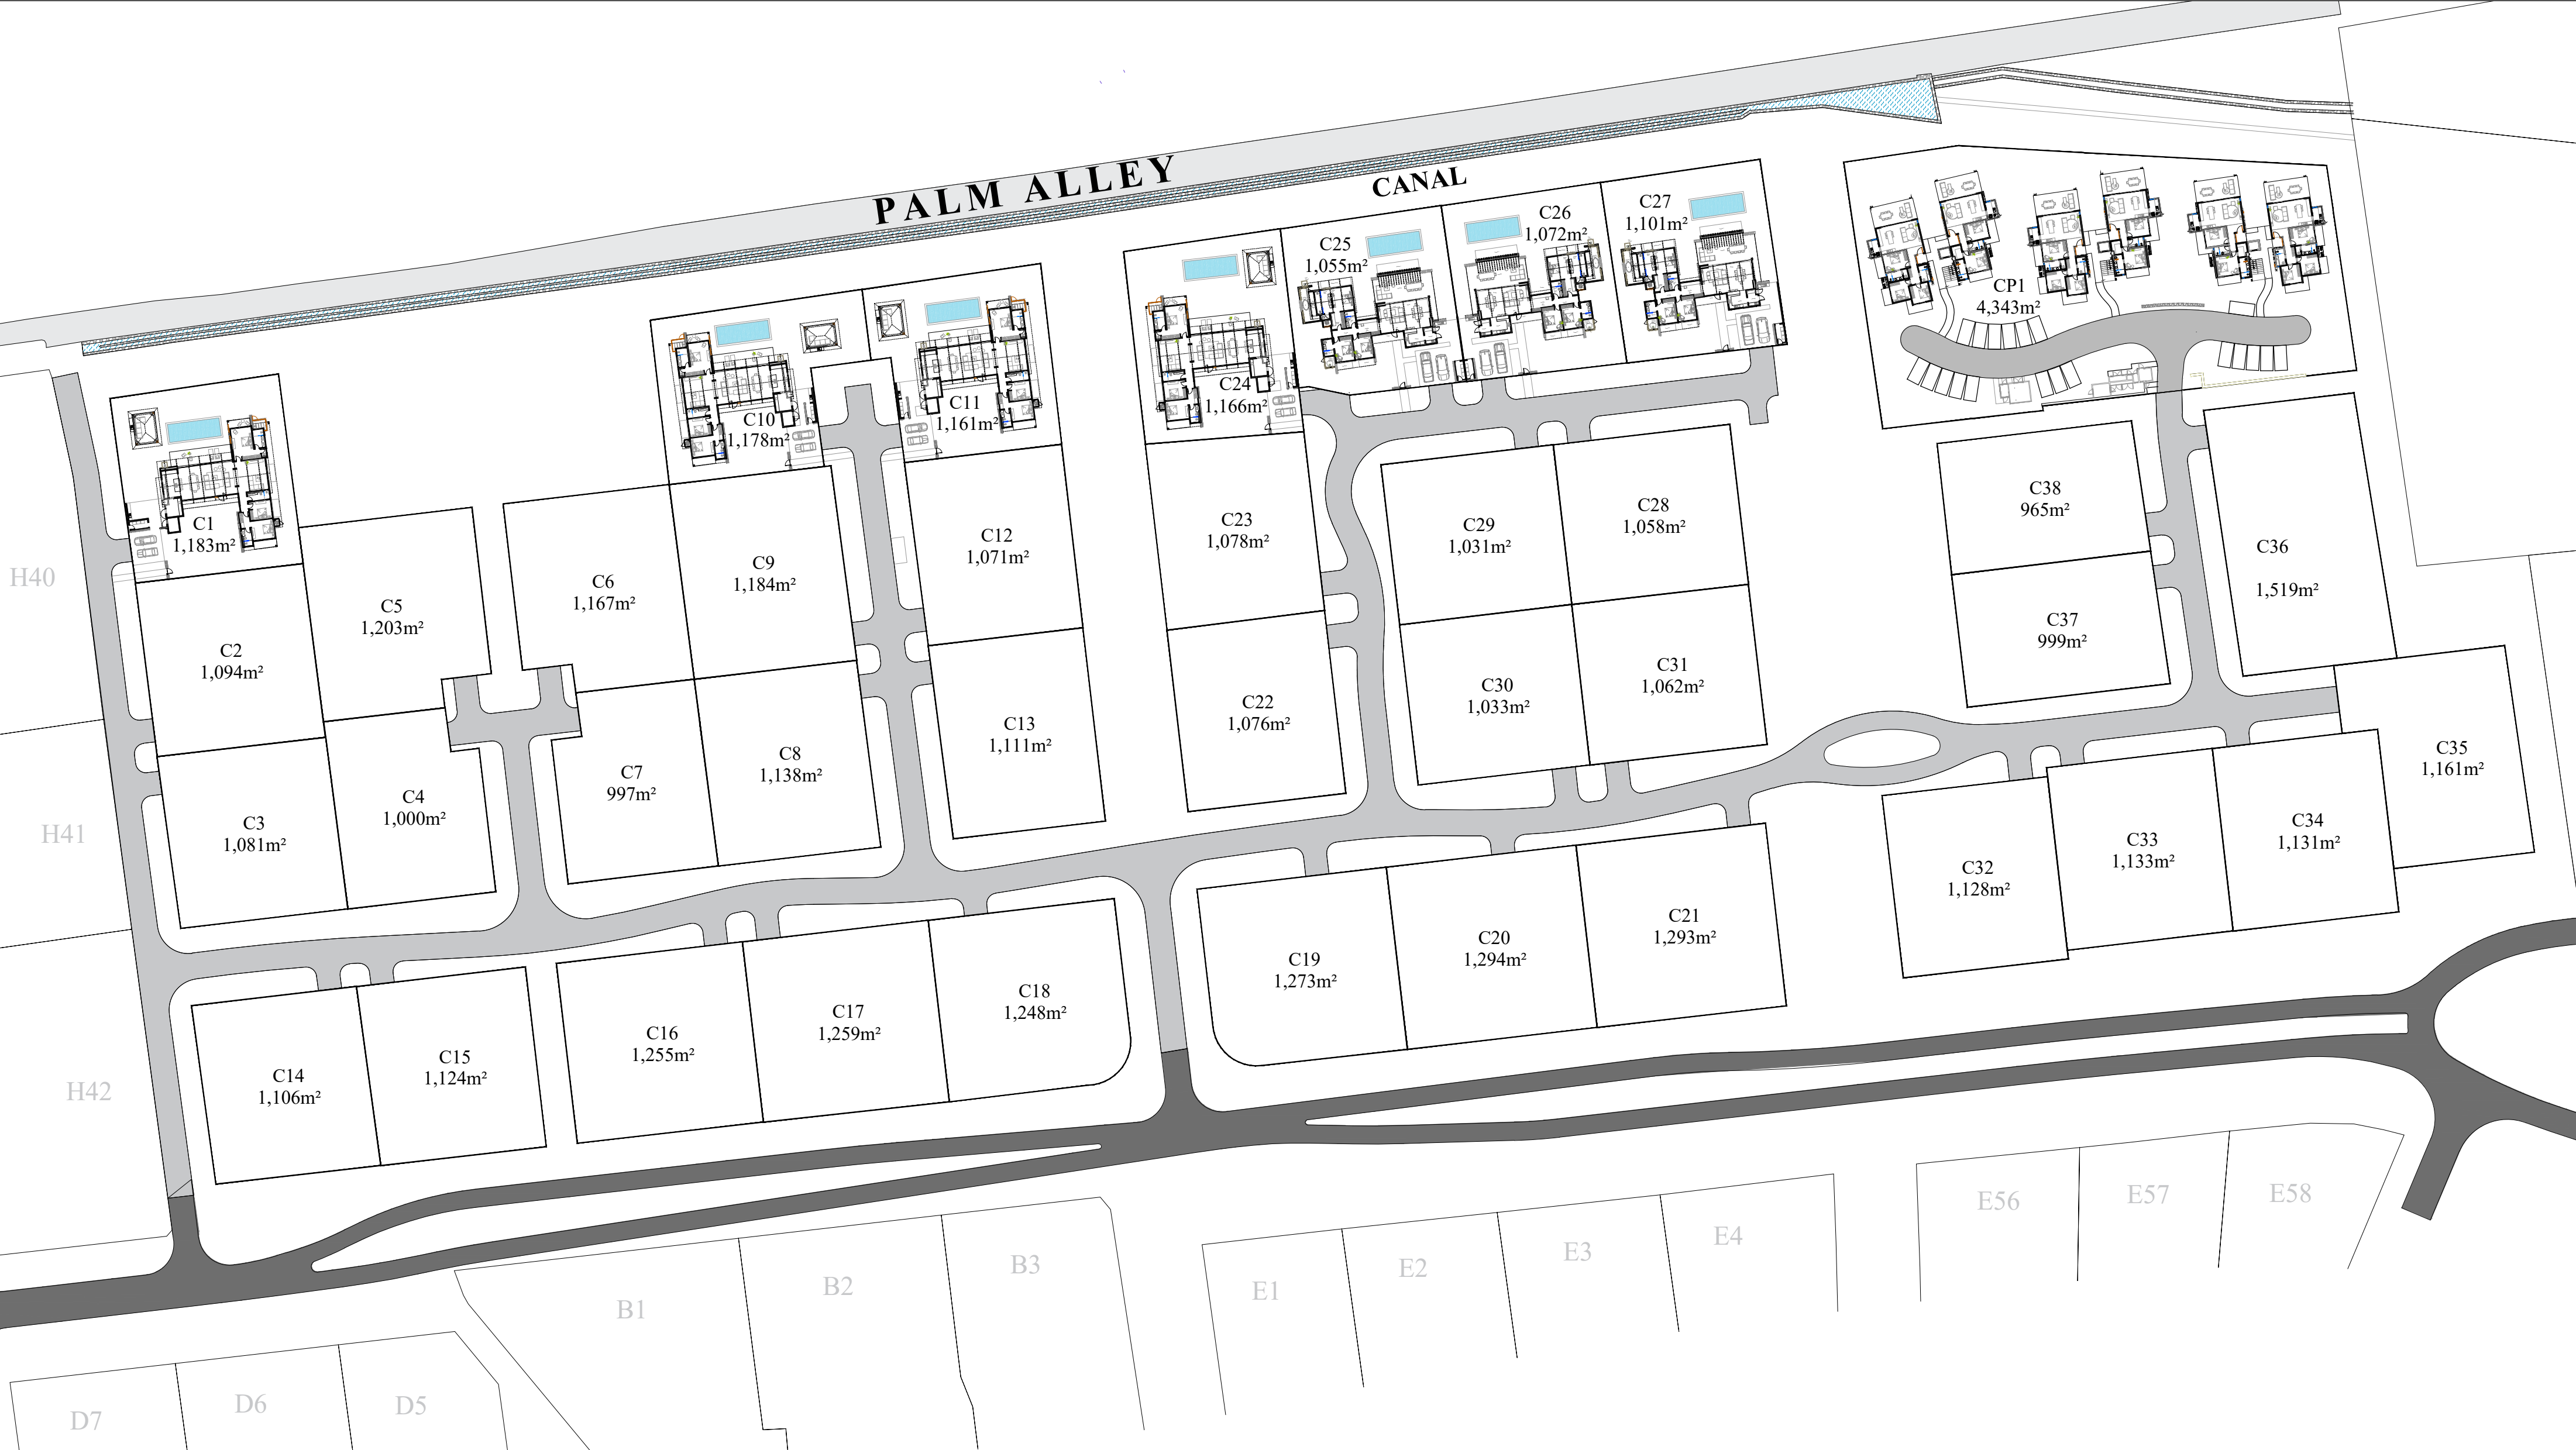 PALM ALLEY
CANAL
C1
1,183m²
C2
1,094m²
C3
1,081m²
C4
1,000m²
C5
1,203m²
C6
1,167m²
C7
997m²
C8
1,138m²
C9
1,184m²
C10
1,178m²
C11
1,161m²
C12
1,071m²
C13
1,111m²
C14
1,106m²
C15
1,124m²
C16
1,255m²
C17
1,259m²
C18
1,248m²
C19
1,273m²
C20
1,294m²
C21
1,293m²
C22
1,076m²
C23
1,078m²
C24
1,166m²
C25
1,055m²
C26
1,072m²
C27
1,101m²
C28
1,058m²
C29
1,031m²
C30
1,033m²
C31
1,062m²
C32
1,128m²
C33
1,133m²
C34
1,131m²
C35
1,161m²
C36
1,519m²
C37
999m²
C38
965m²
CP1
4,343m²
H40
H41
H42
B1
B2
B3
E1
E2
E3
E4
E56
E57
E58
D7
D6
D5